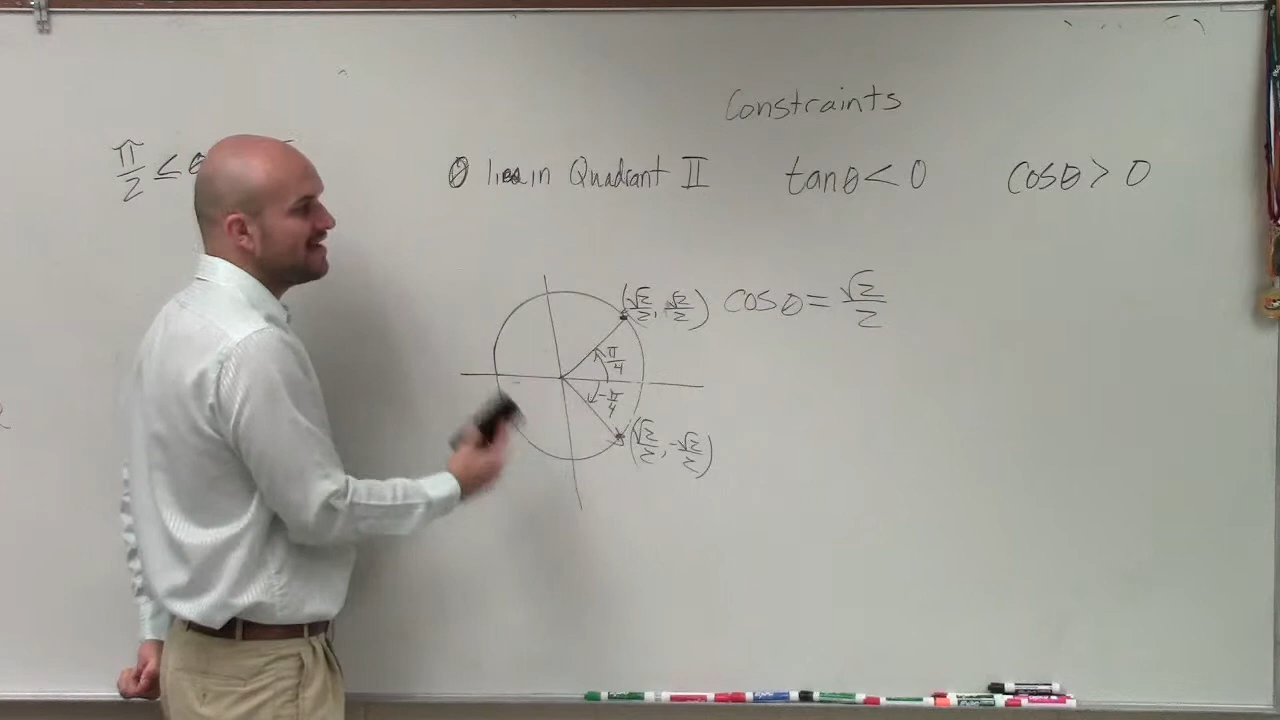 Constraints
π/2 ≤ θ
θ lies in Quadrant II tanθ < 0 cosθ > 0
(√2/2, √2/2) cosθ = √2/2
π/4
-π/4
(√2/2, -√2/2)